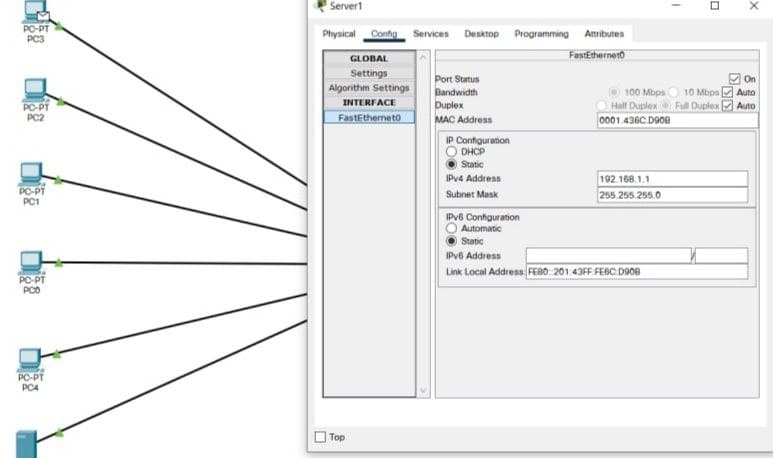 PC-PT
PC3
PC-PT
PC2
PC-PT
PC1
PC-PT
PC0
PC-PT
PC4
Server1
Physical Config Services Desktop Programming Attributes
GLOBAL
Settings
Algorithm Settings
INTERFACE
FastEthernet0
FastEthernet0
Port Status On
Bandwidth 100 Mbps 10 Mbps Auto
Duplex Half Duplex Full Duplex Auto
MAC Address 0001.436C.D90B
IP Configuration
DHCP
Static
IPv4 Address 192.168.1.1
Subnet Mask 255.255.255.0
IPv6 Configuration
Automatic
Static
IPv6 Address /
Link Local Address: FE80::201:43FF:FE6C:D90B
Top